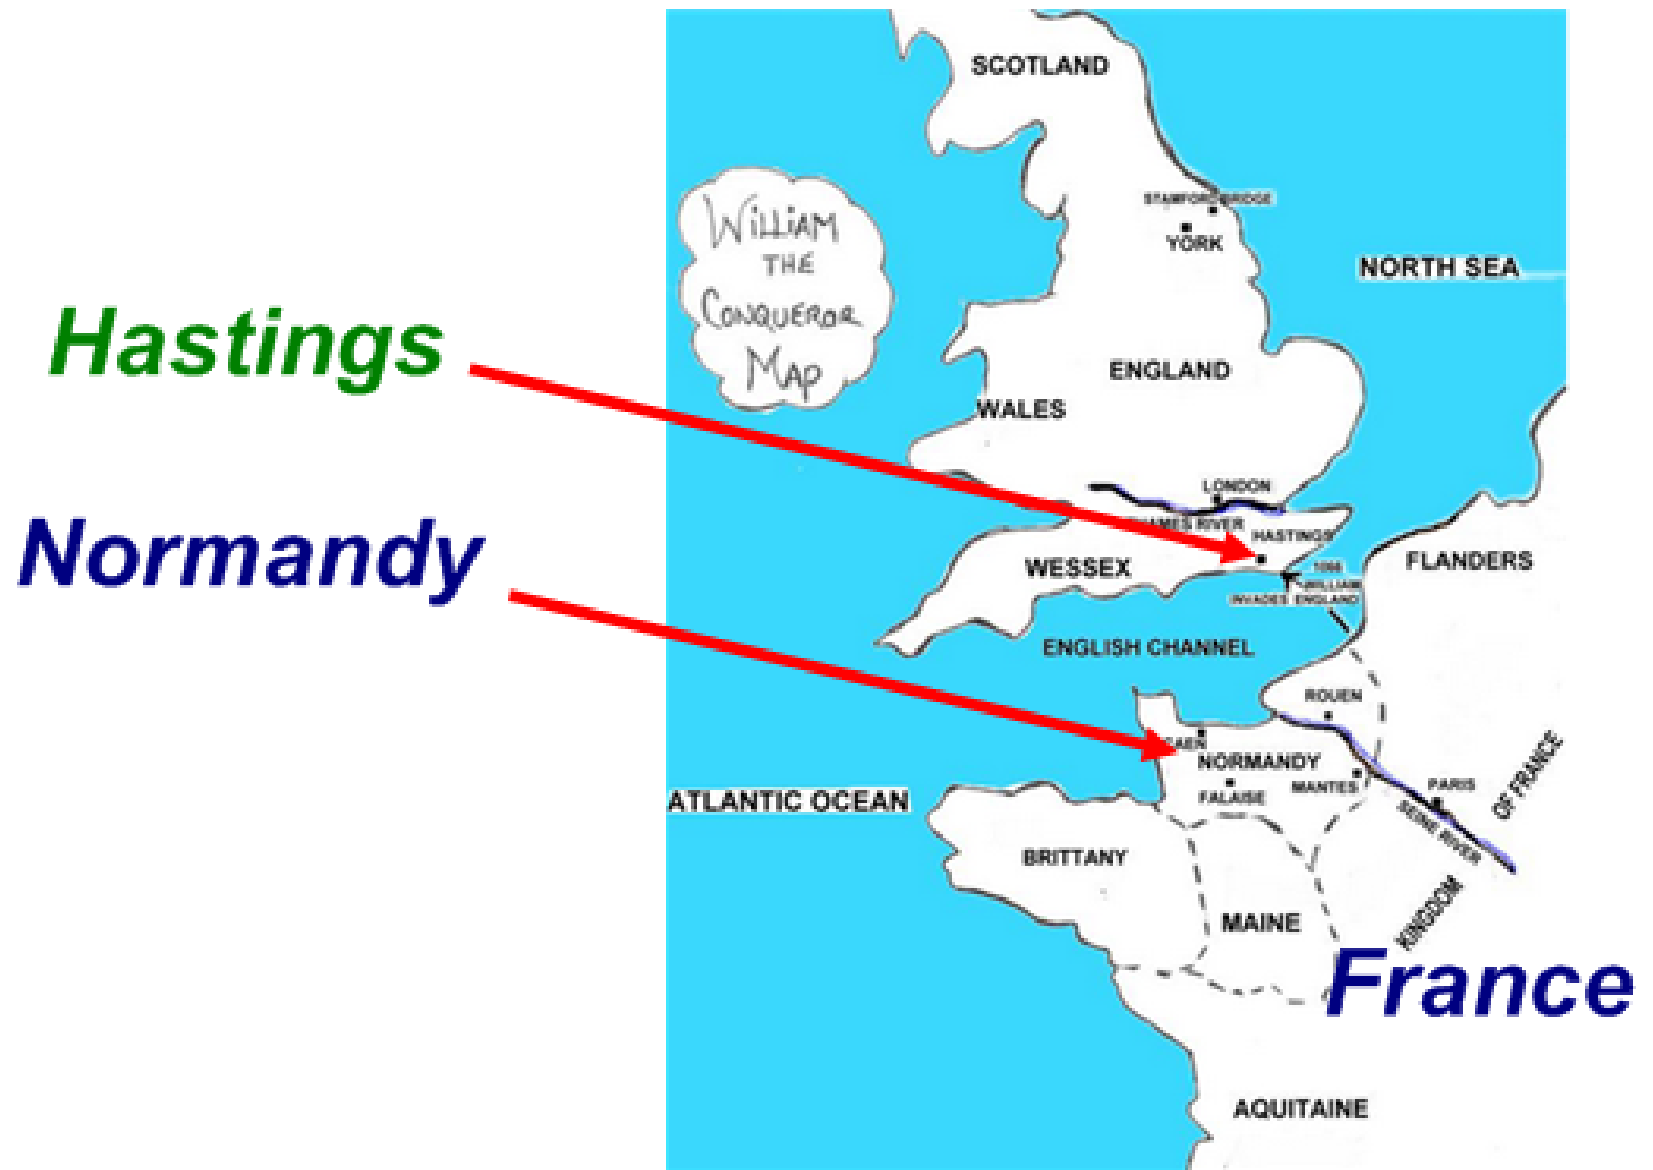 SCOTLAND
STAMFORD BRIDGE
YORK
NORTH SEA
WILLIAM
THE
CONQUEROR
MAP
Hastings
ENGLAND
WALES
LONDON
THAMES RIVER
HASTINGS
Normandy
WESSEX
FLANDERS
1066
WILLIAM
INVADES ENGLAND
ENGLISH CHANNEL
ROUEN
CAEN
NORMANDY
FALAISE
MANTES
PARIS
SEINE RIVER
ATLANTIC OCEAN
BRITTANY
MAINE
KINGDOM
OF FRANCE
France
AQUITAINE